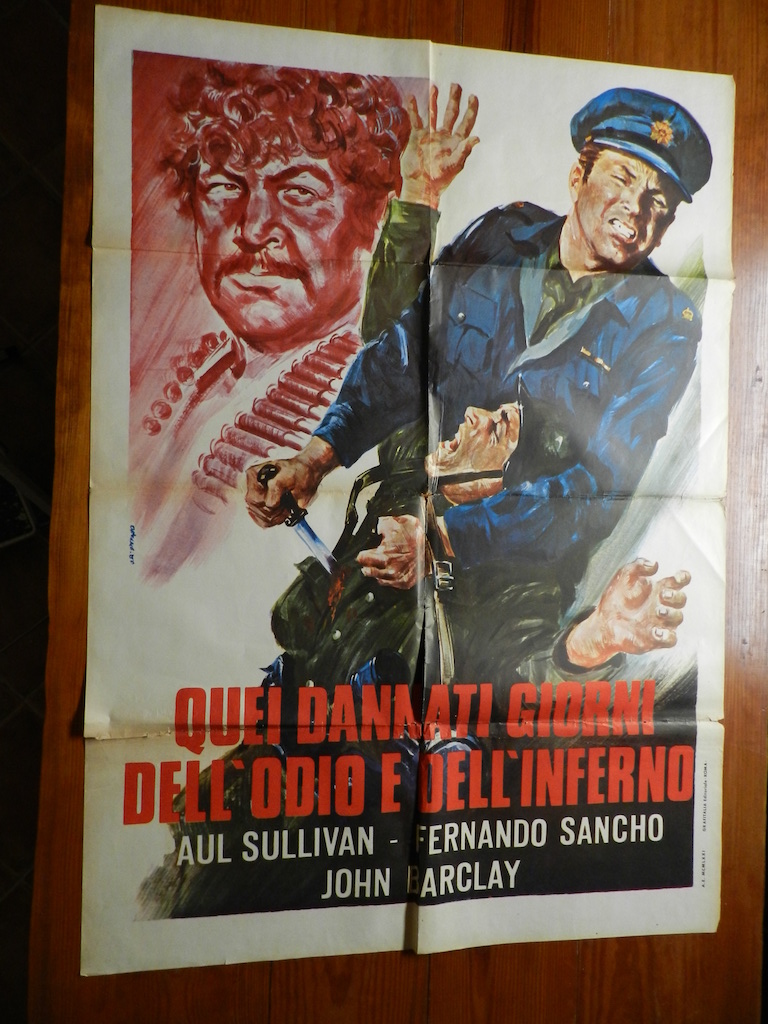 QUEI DANNATI GIORNI
DELL'ODIO E DELL'INFERNO
AUL SULLIVAN - FERNANDO SANCHO
JOHN BARCLAY